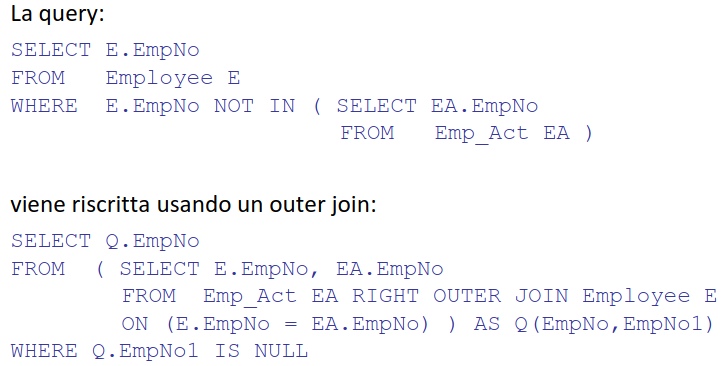 La query:
SELECT E.EmpNo
FROM Employee E
WHERE E.EmpNo NOT IN ( SELECT EA.EmpNo
FROM Emp_Act EA )
viene riscritta usando un outer join:
SELECT Q.EmpNo
FROM ( SELECT E.EmpNo, EA.EmpNo
FROM Emp_Act EA RIGHT OUTER JOIN Employee E
ON (E.EmpNo = EA.EmpNo) ) AS Q(EmpNo,EmpNo1)
WHERE Q.EmpNo1 IS NULL